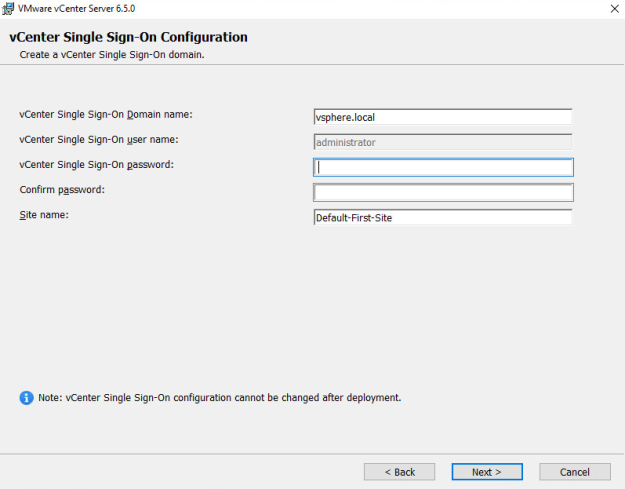 VMware vCenter Server 6.5.0
vCenter Single Sign-On Configuration
Create a vCenter Single Sign-On domain.
vCenter Single Sign-On Domain name: vsphere.local
vCenter Single Sign-On user name: administrator
vCenter Single Sign-On password:
Confirm password:
Site name: Default-First-Site
Note: vCenter Single Sign-On configuration cannot be changed after deployment.
< Back Next > Cancel